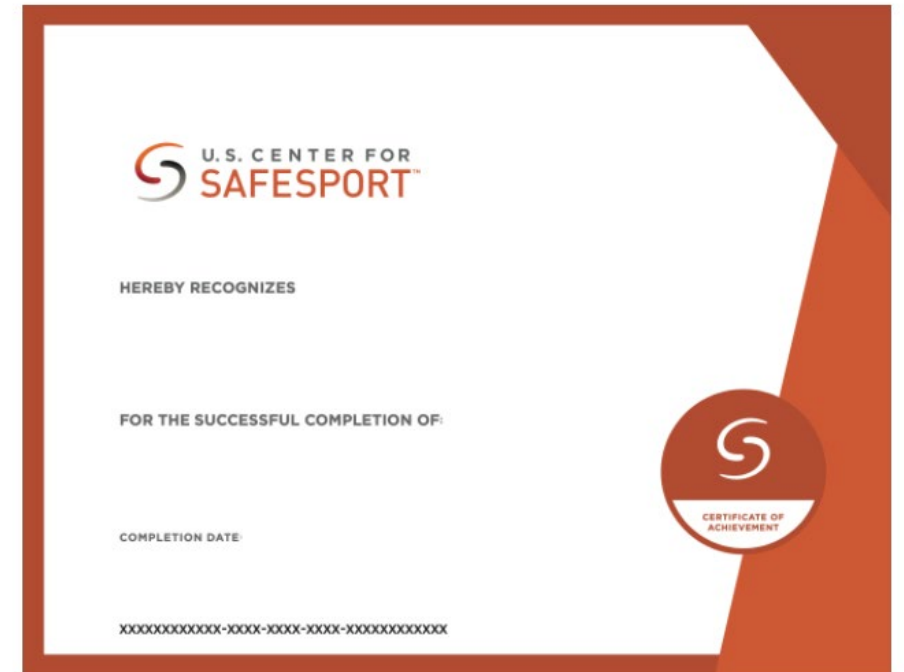 U.S. CENTER FOR
SAFESPORT™
HEREBY RECOGNIZES
FOR THE SUCCESSFUL COMPLETION OF:
CERTIFICATE OF
ACHIEVEMENT
COMPLETION DATE:
XXXXXXXXXXXX-XXXX-XXXX-XXXX-XXXXXXXXXXXX